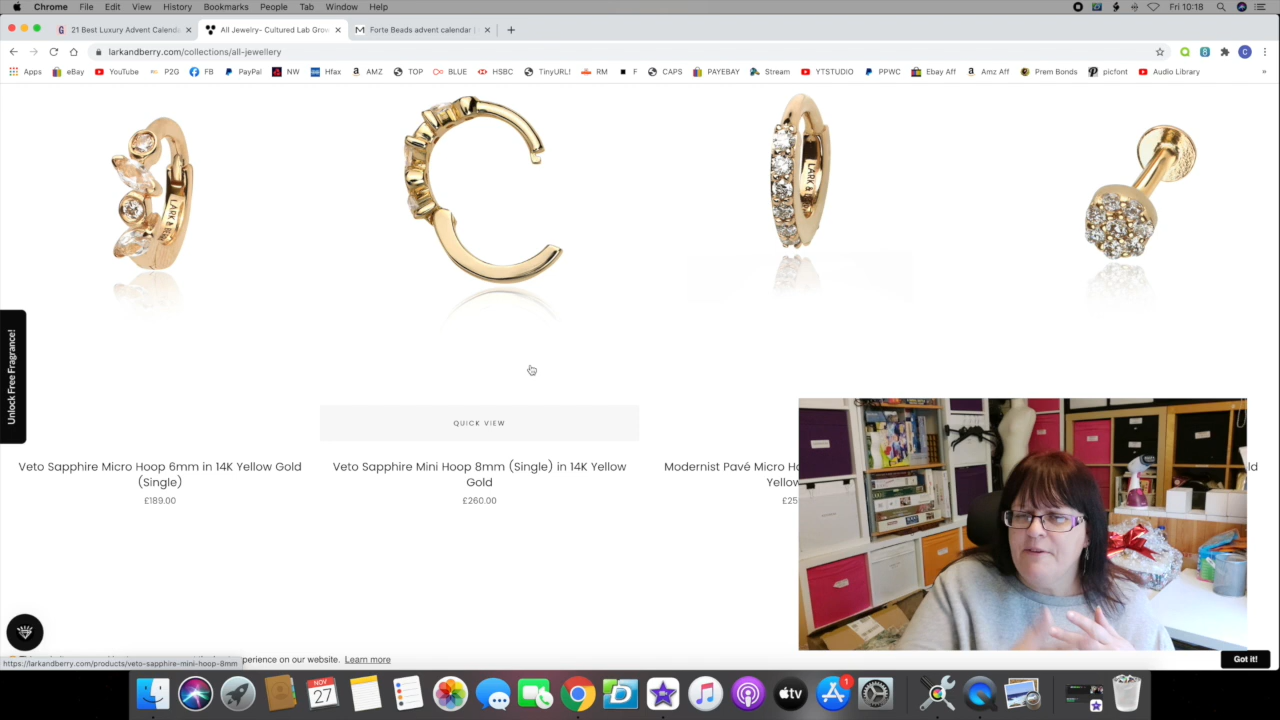 Chrome File Edit View History Bookmarks People Tab Window Help Fri 10:18
21 Best Luxury Advent Calenda All Jewelry- Cultured Lab Grow Forte Beads advent calendar
larkandberry.com/collections/all-jewellery
Apps eBay YouTube P2G FB PayPal NW Hfax AMZ TOP BLUE HSBC TinyURL! RM F CAPS PAYEBAY Stream YTSTUDIO PPWC Ebay Aff Amz Aff Prem Bonds picfont Audio Library
LARK & BE
LARK &
Unlock Free Fragrance!
QUICK VIEW
Veto Sapphire Micro Hoop 6mm in 14K Yellow Gold
(Single)
£189.00
Veto Sapphire Mini Hoop 8mm (Single) in 14K Yellow
Gold
£260.00
Modernist Pavé Micro Ho
Yellow
perience on our website. Learn more
Got it!
https://larkandberry.com/products/veto-sapphire-mini-hoop-8mm
NOV
27
tv
1